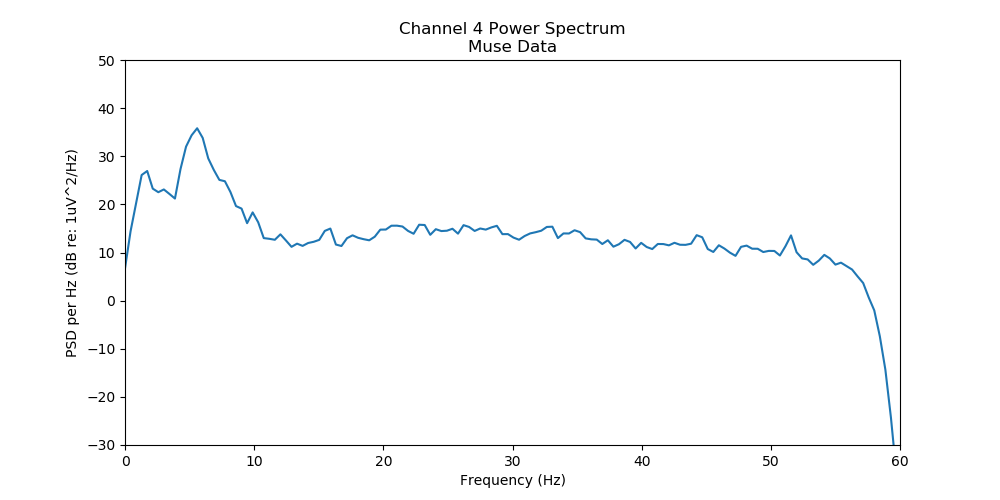 Channel 4 Power Spectrum
Muse Data
PSD per Hz (dB re: 1uV^2/Hz)
50
40
30
20
10
0
−10
−20
−30
0 10 20 30 40 50 60
Frequency (Hz)